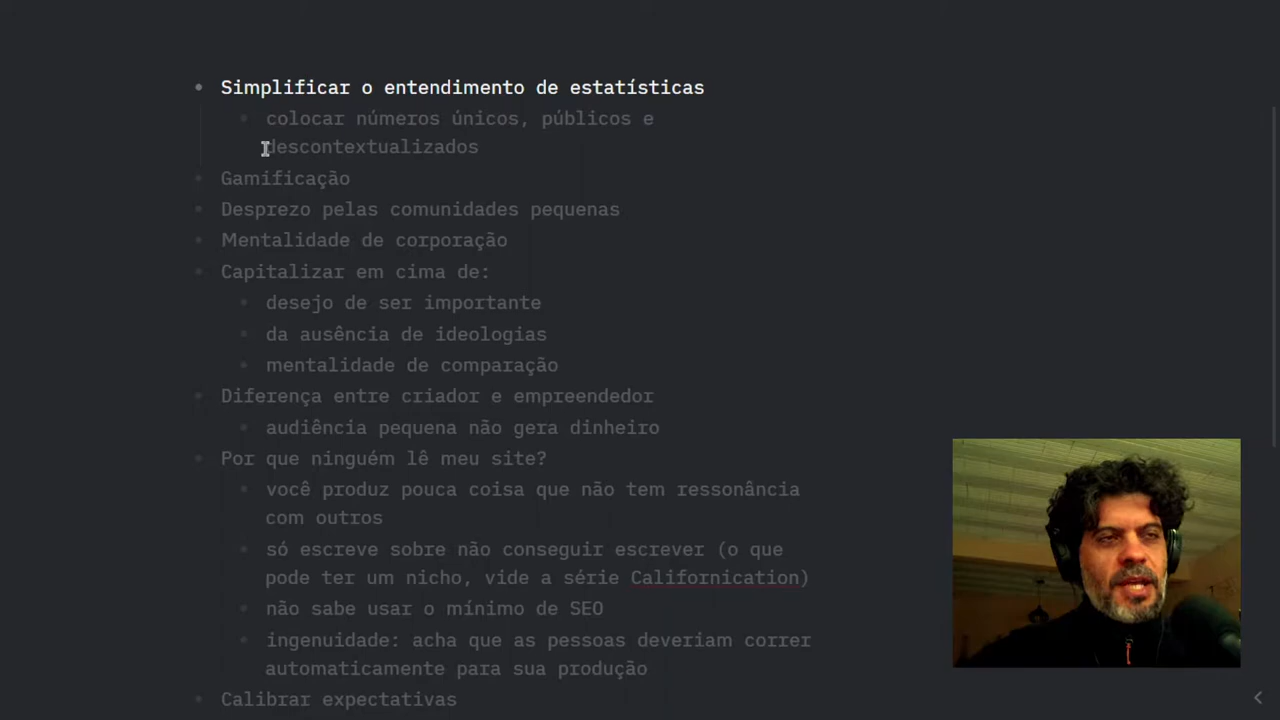 Simplificar o entendimento de estatísticas
colocar números únicos, públicos e
descontextualizados
Gamificação
Desprezo pelas comunidades pequenas
Mentalidade de corporação
Capitalizar em cima de:
desejo de ser importante
da ausência de ideologias
mentalidade de comparação
Diferença entre criador e empreendedor
audiência pequena não gera dinheiro
Por que ninguém lê meu site?
você produz pouca coisa que não tem ressonância
com outros
só escreve sobre não conseguir escrever (o que
pode ter um nicho, vide a série Californication)
não sabe usar o mínimo de SEO
ingenuidade: acha que as pessoas deveriam correr
automaticamente para sua produção
Calibrar expectativas